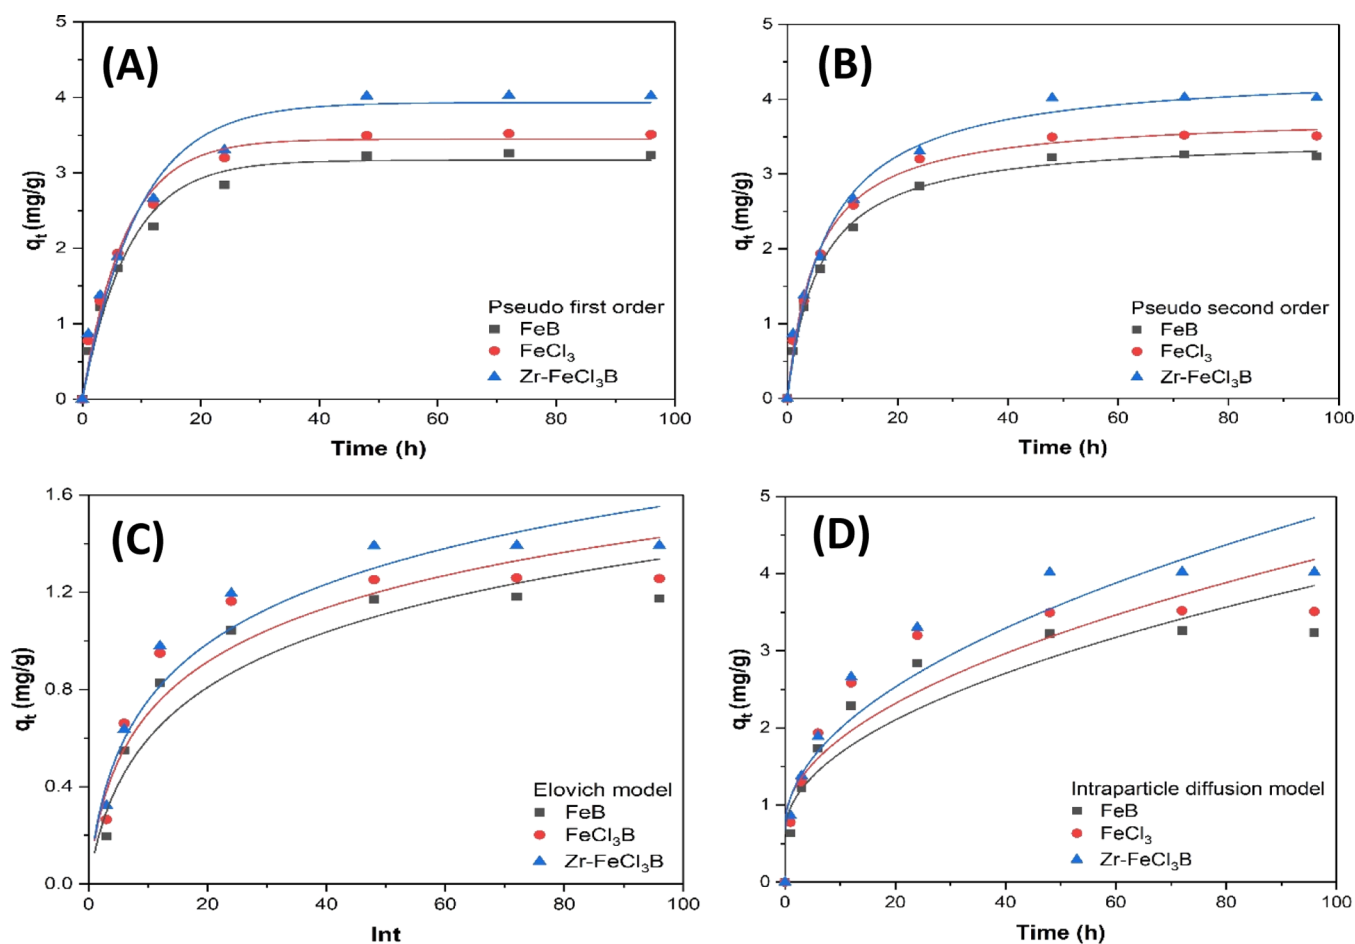 (A)
5
4
3
2
1
0
qt (mg/g)
Pseudo first order
FeB
FeCl3
Zr-FeCl3B
0 20 40 60 80 100
Time (h)
(B)
5
4
3
2
1
0
qt (mg/g)
Pseudo second order
FeB
FeCl3
Zr-FeCl3B
0 20 40 60 80 100
Time (h)
(C)
1.6
1.2
0.8
0.4
0.0
qt (mg/g)
Elovich model
FeB
FeCl3B
Zr-FeCl3B
0 20 40 60 80 100
Int
(D)
5
4
3
2
1
0
qt (mg/g)
Intraparticle diffusion model
FeB
FeCl3
Zr-FeCl3B
0 20 40 60 80 100
Time (h)